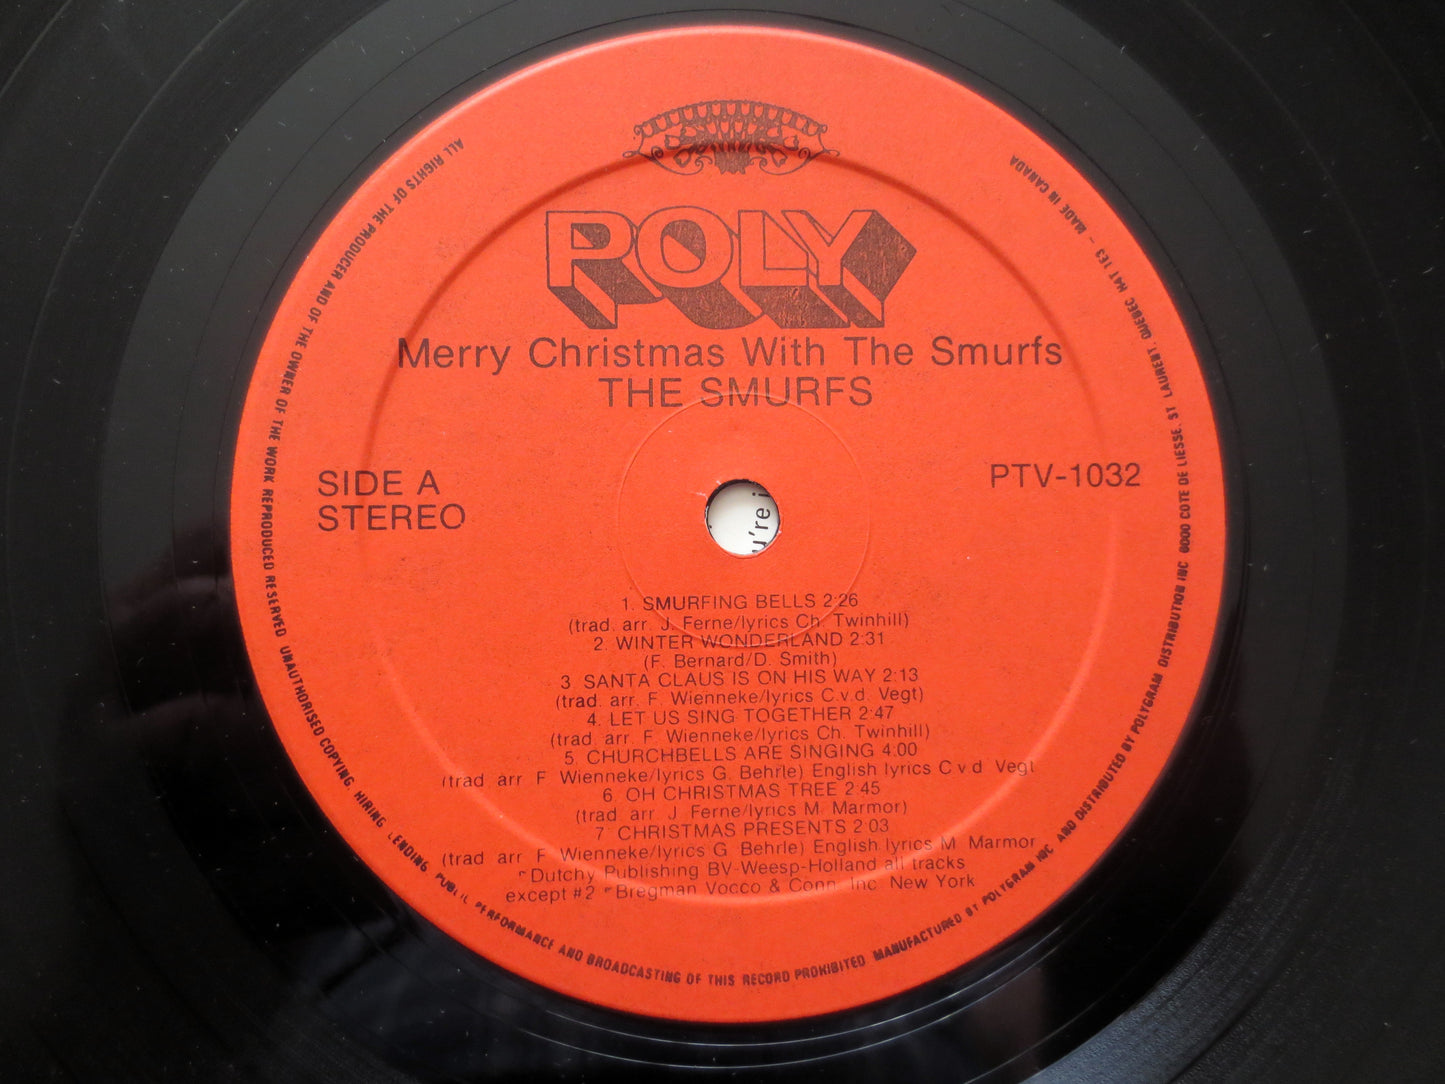 POLY
Merry Christmas With The Smurfs
THE SMURFS
SIDE A
STEREO
PTV-1032
u're i
1. SMURFING BELLS 2:26
(trad. arr. J. Ferne/lyrics Ch. Twinhill)
2. WINTER WONDERLAND 2:31
(F. Bernard/D. Smith)
3. SANTA CLAUS IS ON HIS WAY 2:13
(trad. arr. F. Wienneke/lyrics C.v.d. Vegt)
4. LET US SING TOGETHER 2:47
(trad. arr. F. Wienneke/lyrics Ch. Twinhill)
5. CHURCHBELLS ARE SINGING 4:00
(trad. arr. F. Wienneke/lyrics G. Behrle) English lyrics C.v.d. Vegt
6. OH CHRISTMAS TREE 2:45
(trad. arr. J. Ferne/lyrics M. Marmor)
7. CHRISTMAS PRESENTS 2:03
(trad. arr. F. Wienneke/lyrics G. Behrle) English lyrics M. Marmor
Dutchy Publishing BV-Weesp-Holland all tracks
except #2 Bregman Vocco & Conn, Inc. New York
ALL RIGHTS OF THE PRODUCER AND OF THE OWNER OF THE WORK REPRODUCED RESERVED UNAUTHORISED COPYING HIRING LENDING PUBLIC PERFORMANCE AND BROADCASTING OF THIS RECORD PROHIBITED MANUFACTURED BY POLYGRAM INC AND DISTRIBUTED BY POLYGRAM DISTRIBUTION INC 6000 COTE DE LIESSE, ST LAURENT, QUEBEC H4T 1E3 - MADE IN CANADA